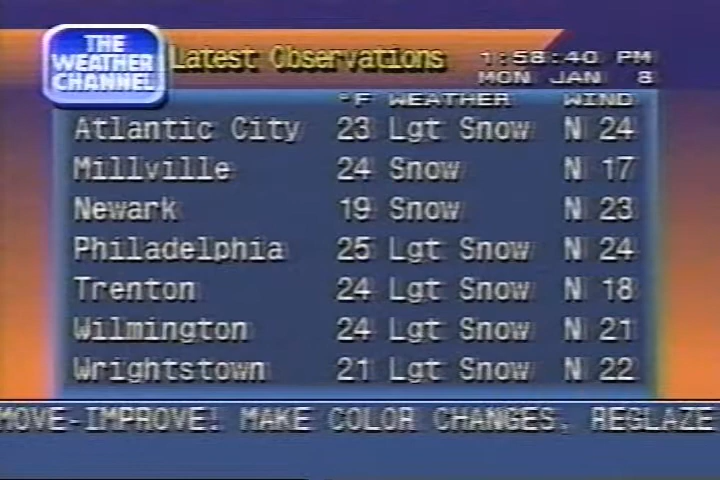 THE
WEATHER
CHANNEL
Latest Observations
1:58:40 PM
MON JAN 8
°F WEATHER WIND
Atlantic City 23 Lgt Snow N 24
Millville 24 Snow N 17
Newark 19 Snow N 23
Philadelphia 25 Lgt Snow N 24
Trenton 24 Lgt Snow N 18
Wilmington 24 Lgt Snow N 21
Wrightstown 21 Lgt Snow N 22
MOVE-IMPROVE! MAKE COLOR CHANGES, REGLAZE